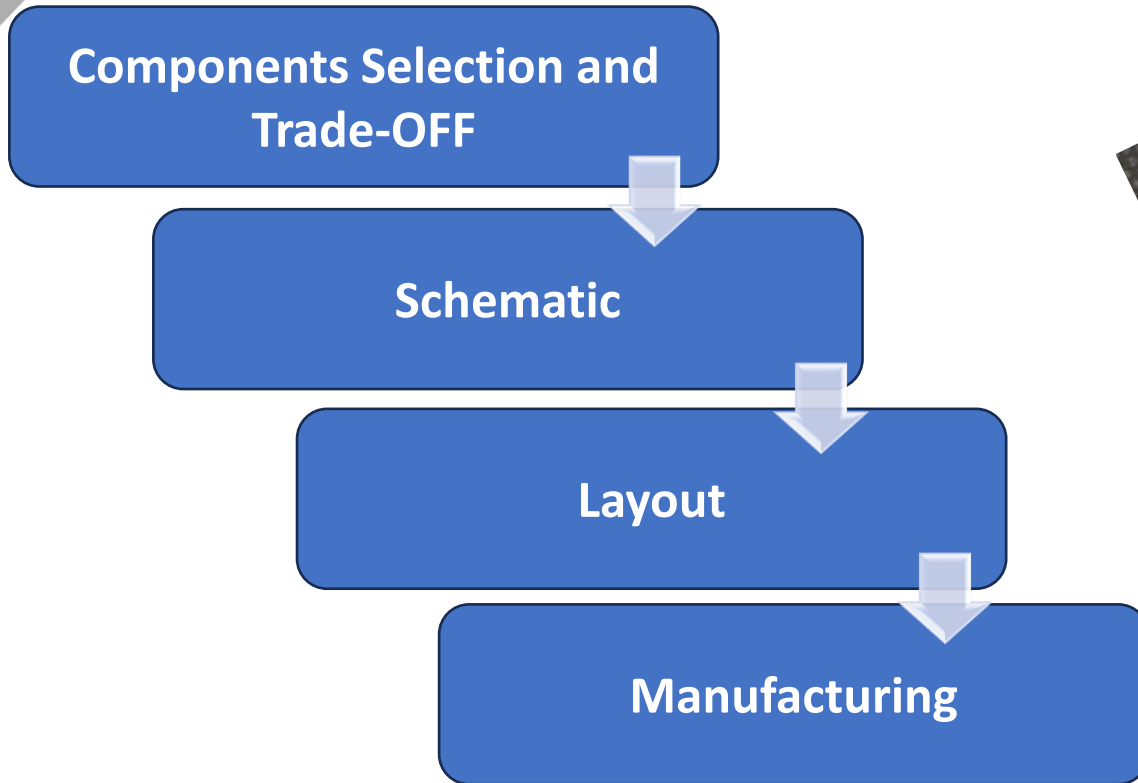 Components Selection and
Trade-OFF
Schematic
Layout
Manufacturing